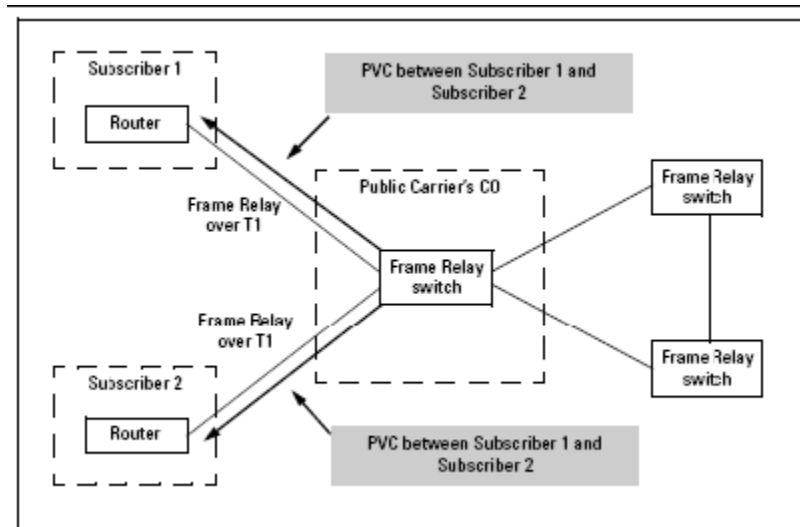 Subscriber 1
Router
PVC between Subscriber 1 and
Subscriber 2
Frame Relay
over T1
Public Carrier's CO
Frame Relay
switch
Frame Relay
switch
Frame Relay
over T1
Frame Relay
switch
Subscriber 2
Router
PVC between Subscriber 1 and
Subscriber 2